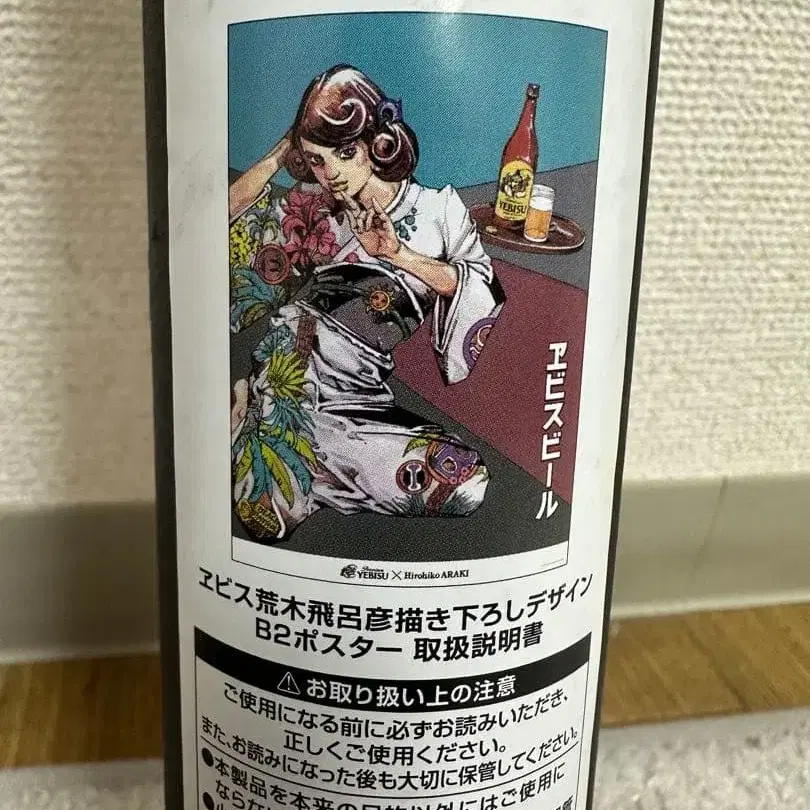 YEBISU
ヱビスビール
YEBISU × Hirohiko ARAKI
ヱビス荒木飛呂彦描き下ろしデザイン
B2ポスター 取扱説明書
⚠ お取り扱い上の注意
ご使用になる前に必ずお読みいただき、
正しくご使用ください。
また、お読みになった後も大切に保管してください。
●本製品を本来の目的以外にはご使用に
ならな